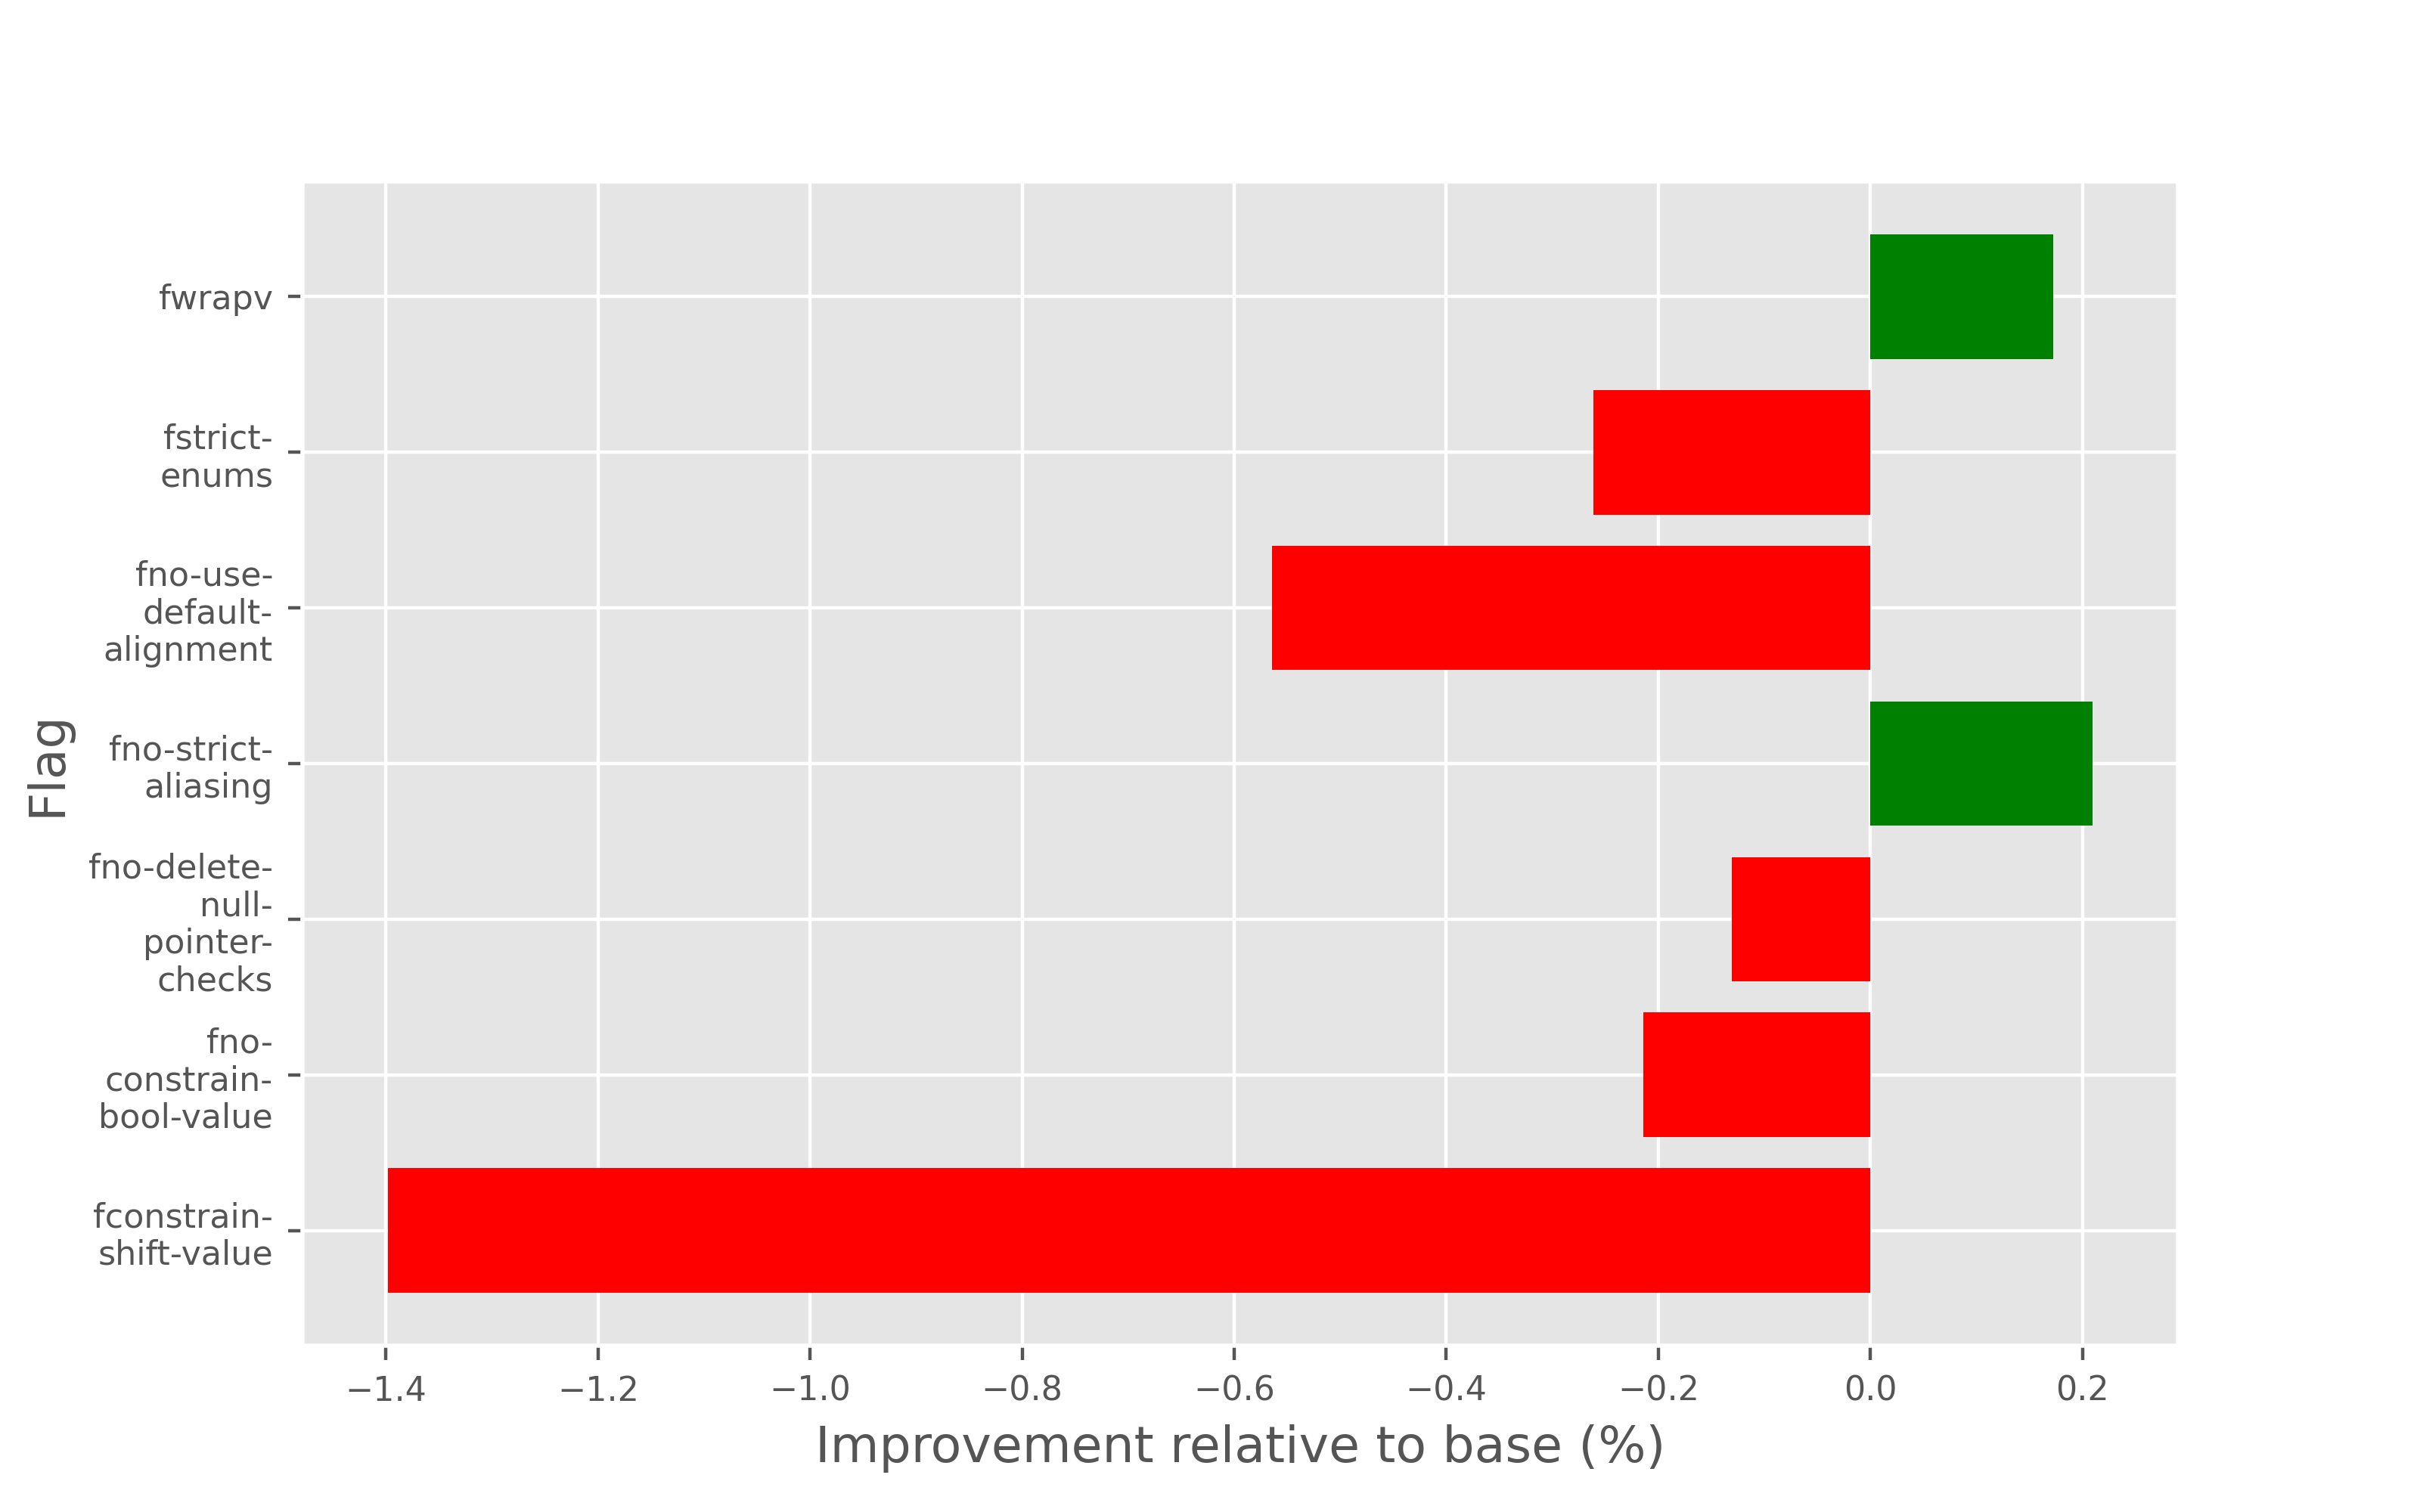 Flag
fwrapv
fstrict-
enums
fno-use-
default-
alignment
fno-strict-
aliasing
fno-delete-
null-
pointer-
checks
fno-
constrain-
bool-value
fconstrain-
shift-value
−1.4 −1.2 −1.0 −0.8 −0.6 −0.4 −0.2 0.0 0.2
Improvement relative to base (%)